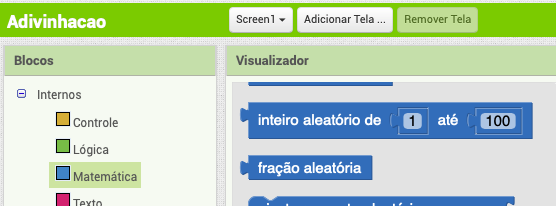 Adivinhacao
Screen1 Adicionar Tela ... Remover Tela
Blocos
Visualizador
Internos
Controle
Lógica
Matemática
Texto
inteiro aleatório de 1 até 100
fração aleatória